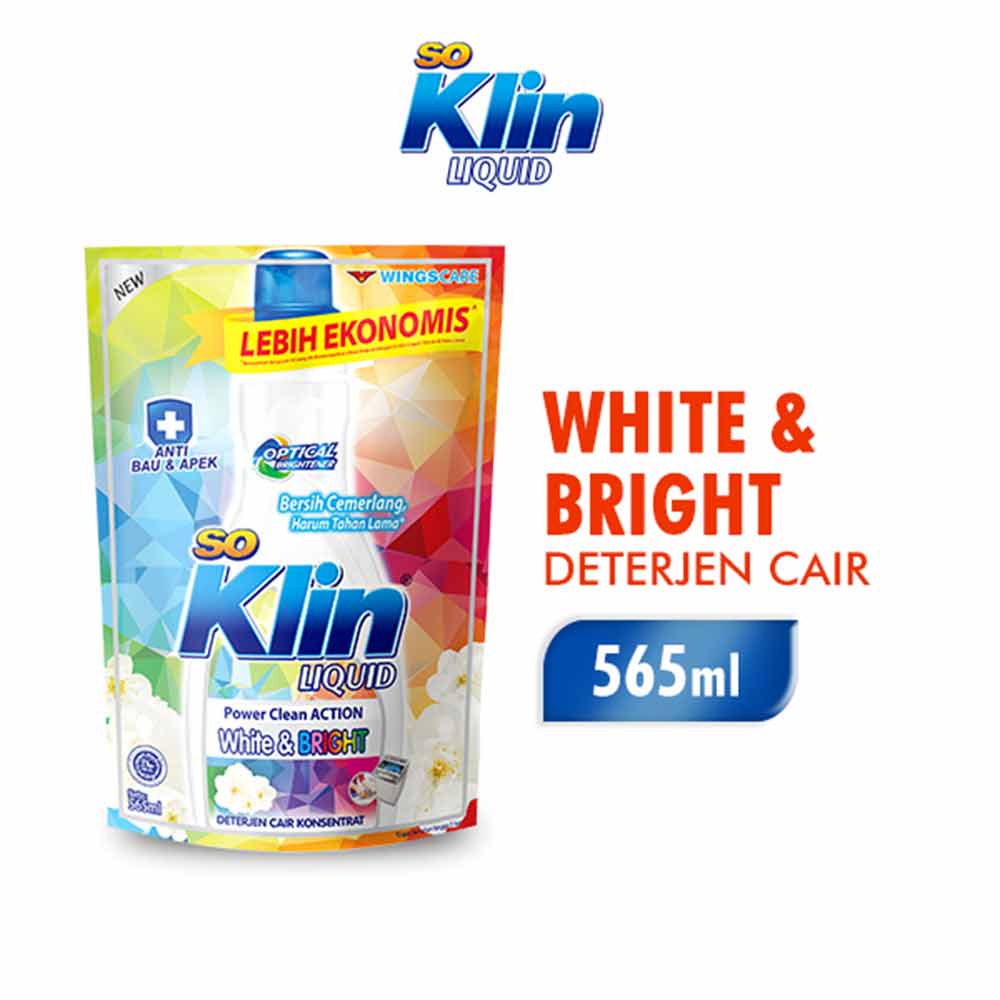 SO
Klin
LIQUID
NEW
WINGSCARE
LEBIH EKONOMIS*
ANTI
BAU & APEK
OPTICAL
BRIGHTENER
Bersih Cemerlang,
Harum Tahan Lama*
SO
Klin®
LIQUID
Power Clean ACTION
White & BRIGHT
565ml
DETERJEN CAIR KONSENTRAT
WHITE &
BRIGHT
DETERJEN CAIR
565ml